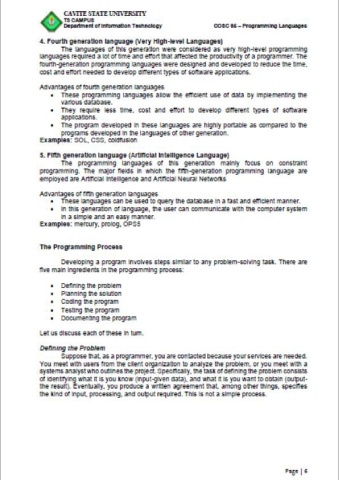 CAVITE STATE UNIVERSITY
T3 CAMPUS
Department of Information Technology COSC 85 – Programming Languages
4. Fourth generation language (Very High-level Languages)
The languages of this generation were considered as very high-level programming
languages required a lot of time and effort that affected the productivity of a programmer. The
fourth-generation programming languages were designed and developed to reduce the time,
cost and effort needed to develop different types of software applications.
Advantages of fourth generation languages
• These programming languages allow the efficient use of data by implementing the
various database.
• They require less time, cost and effort to develop different types of software
applications.
• The program developed in these languages are highly portable as compared to the
programs developed in the languages of other generation.
Examples: SQL, CSS, coldfusion
5. Fifth generation language (Artificial Intelligence Language)
The programming languages of this generation mainly focus on constraint
programming. The major fields in which the fifth-generation programming language are
employed are Artificial Intelligence and Artificial Neural Networks
Advantages of fifth generation languages
• These languages can be used to query the database in a fast and efficient manner.
• In this generation of language, the user can communicate with the computer system
in a simple and an easy manner.
Examples: mercury, prolog, OPS5
The Programming Process
Developing a program involves steps similar to any problem-solving task. There are
five main ingredients in the programming process:
• Defining the problem
• Planning the solution
• Coding the program
• Testing the program
• Documenting the program
Let us discuss each of these in turn.
Defining the Problem
Suppose that, as a programmer, you are contacted because your services are needed.
You meet with users from the client organization to analyze the problem, or you meet with a
systems analyst who outlines the project. Specifically, the task of defining the problem consists
of identifying what it is you know (input-given data), and what it is you want to obtain (output-
the result). Eventually, you produce a written agreement that, among other things, specifies
the kind of input, processing, and output required. This is not a simple process.
Page | 6